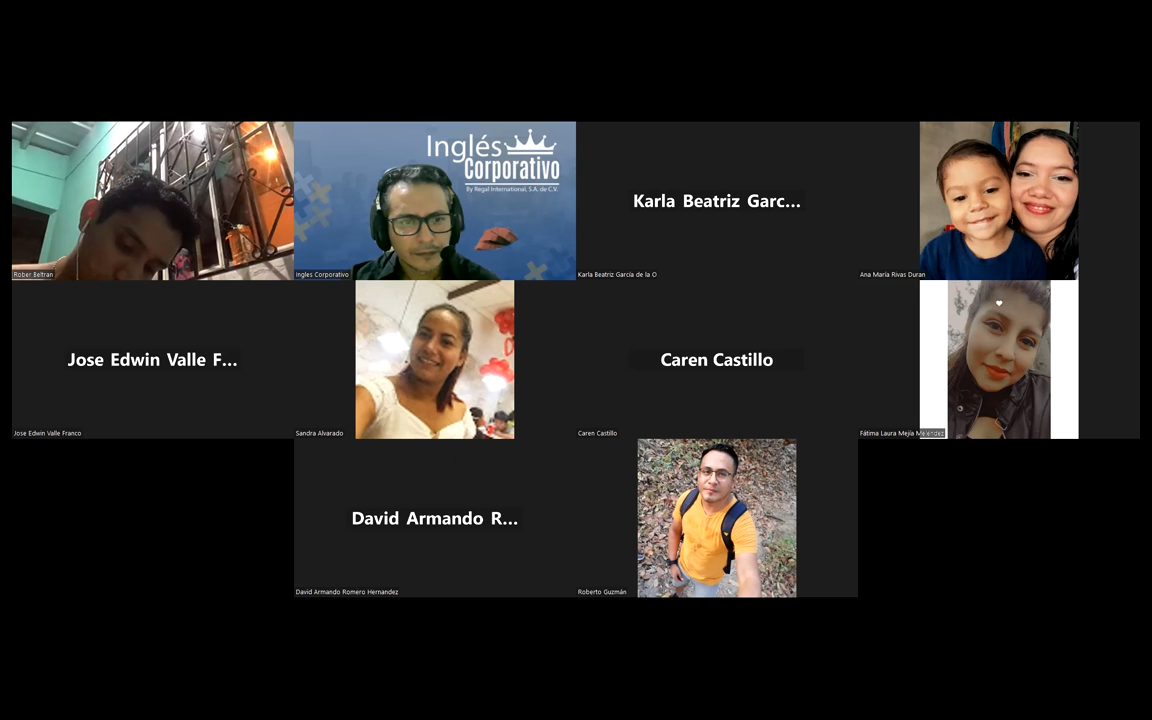 Inglés
Corporativo
By Regal International, S.A. de C.V.
Karla Beatriz Garc...
Rober Beltran
Ingles Corporativo
Karla Beatriz García de la O
Ana María Rivas Duran
Jose Edwin Valle F...
Caren Castillo
Jose Edwin Valle Franco
Sandra Alvarado
Caren Castillo
Fátima Laura Mejía Melendez
David Armando R...
David Armando Romero Hernandez
Roberto Guzmán